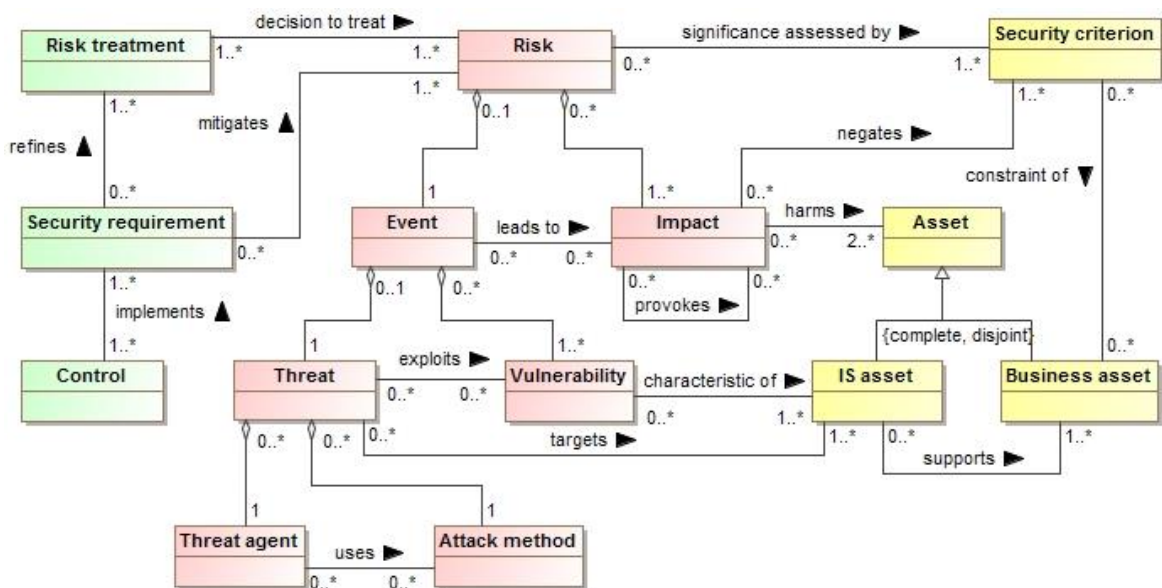 decision to treat ►
Risk treatment
1..*
1..*
Risk
significance assessed by ►
0..*
1..*
Security criterion
1..*
1..*
0..1
0..*
1..*
0..*
refines ▲
mitigates ▲
negates ►
constraint of ▼
0..*
1
1..*
0..*
Security requirement
0..*
Event
leads to ►
0..*
0..*
Impact
harms ►
0..*
2..*
Asset
1..*
0..1
0..*
0..*
0..*
provokes ►
implements ▲
{complete, disjoint}
1..*
1
1..*
0..*
Control
Threat
exploits ►
0..*
0..*
Vulnerability
characteristic of ►
0..*
1..*
IS asset
Business asset
0..*
0..*
0..*
targets ►
1..*
0..*
supports ►
1..*
1
1
Threat agent
uses ►
0..*
0..*
Attack method